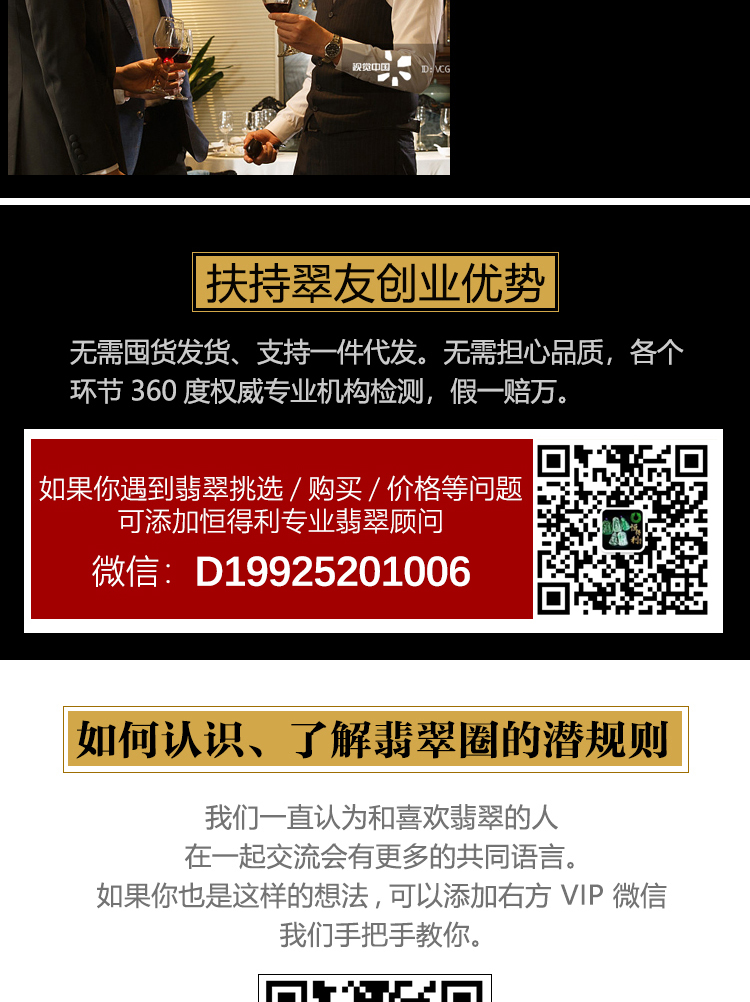 视觉中国
ID: VCG
扶持翠友创业优势
无需囤货发货、支持一件代发。无需担心品质，各个
环节 360 度权威专业机构检测，假一赔万。
如果你遇到翡翠挑选 / 购买 / 价格等问题
可添加恒得利专业翡翠顾问
微信：D19925201006
如何认识、了解翡翠圈的潜规则
我们一直认为和喜欢翡翠的人
在一起交流会有更多的共同语言。
如果你也是这样的想法 , 可以添加右方 VIP 微信
我们手把手教你。